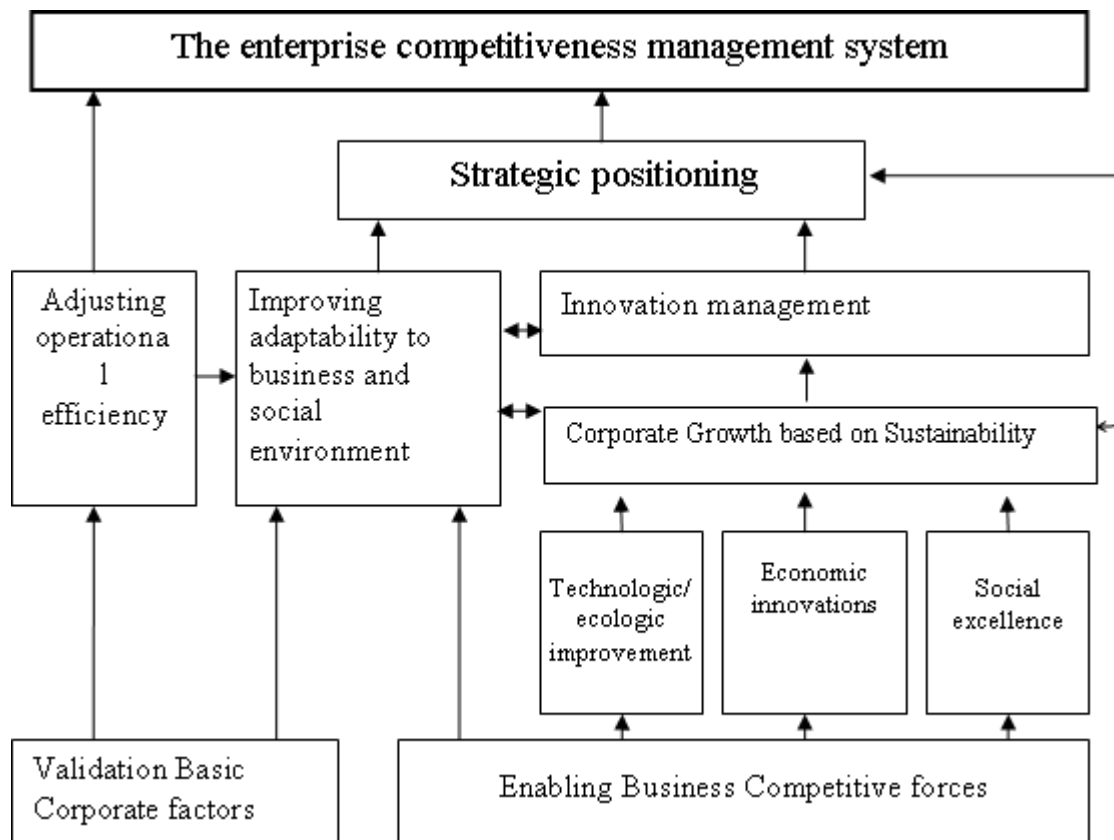 The enterprise competitiveness management system
Strategic positioning
Adjusting
operationa
l
efficiency
Improving
adaptability to
business and
social
environment
Innovation management
Corporate Growth based on Sustainability
Technologic/
ecologic
improvement
Economic
innovations
Social
excellence
Validation Basic
Corporate factors
Enabling Business Competitive forces